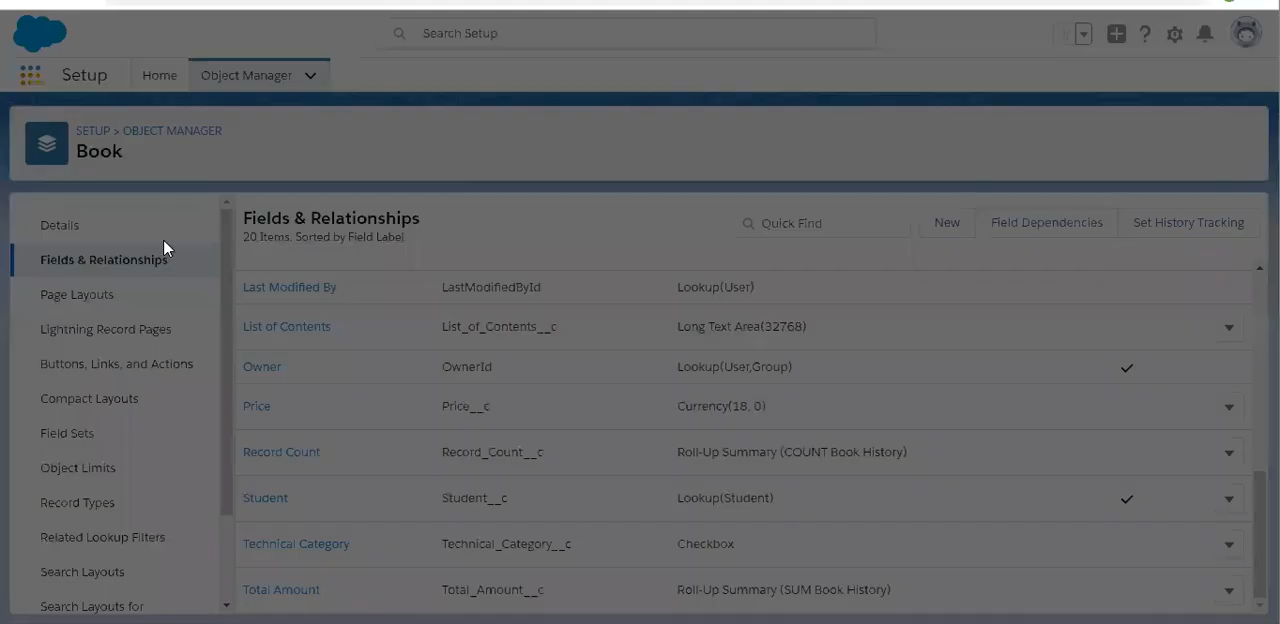 Search Setup
Setup
Home
Object Manager
SETUP > OBJECT MANAGER
Book
Details
Fields & Relationships
Page Layouts
Lightning Record Pages
Buttons, Links, and Actions
Compact Layouts
Field Sets
Object Limits
Record Types
Related Lookup Filters
Search Layouts
Search Layouts for
Fields & Relationships
20 Items. Sorted by Field Label
Quick Find
New
Field Dependencies
Set History Tracking
Last Modified By LastModifiedById Lookup(User)
List of Contents List_of_Contents__c Long Text Area(32768)
Owner OwnerId Lookup(User,Group)
Price Price__c Currency(18, 0)
Record Count Record_Count__c Roll-Up Summary (COUNT Book History)
Student Student__c Lookup(Student)
Technical Category Technical_Category__c Checkbox
Total Amount Total_Amount__c Roll-Up Summary (SUM Book History)